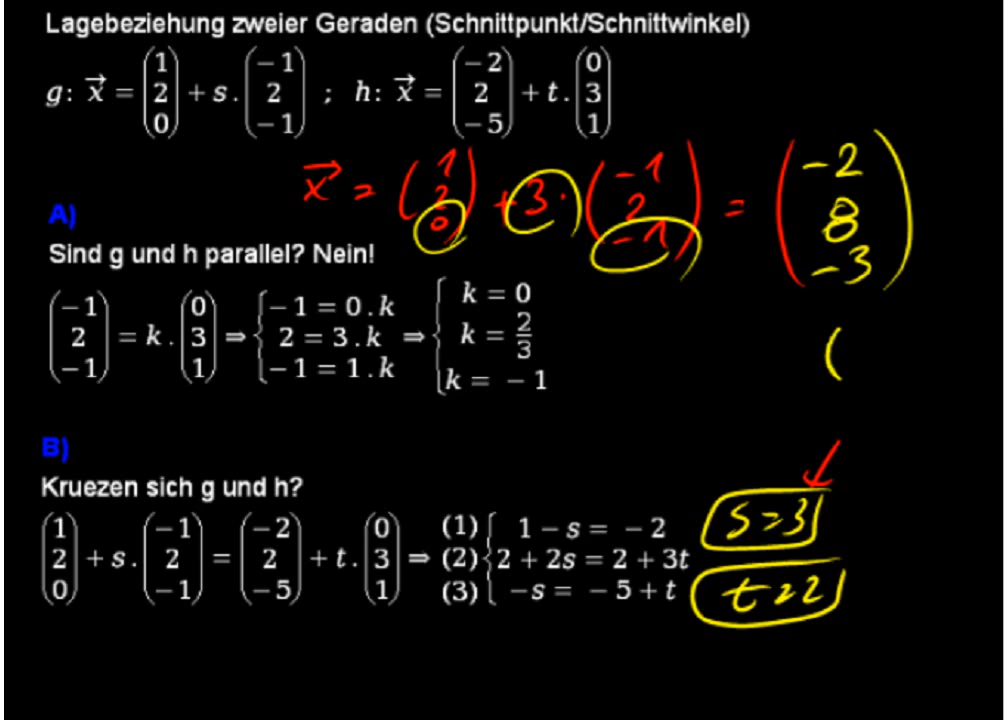 Lagebeziehung zweier Geraden (Schnittpunkt/Schnittwinkel)
g: x⃗ = (1 2 0) + s . (−1 2 −1) ; h: x⃗ = (−2 2 −5) + t . (0 3 1)
x⃗ = (1 2 0) + 3 · (−1 2 −1) = (−2 8 −3)
A)
Sind g und h parallel? Nein!
(−1 2 −1) = k . (0 3 1) ⇒ { −1 = 0 . k   2 = 3 . k   −1 = 1 . k ⇒ { k = 0   k = 2/3   k = −1
(
B)
Kruezen sich g und h?
(1 2 0) + s . (−1 2 −1) = (−2 2 −5) + t . (0 3 1) ⇒ (1) { 1 − s = −2
(2) 2 + 2s = 2 + 3t
(3) −s = −5 + t
s=3
t=2